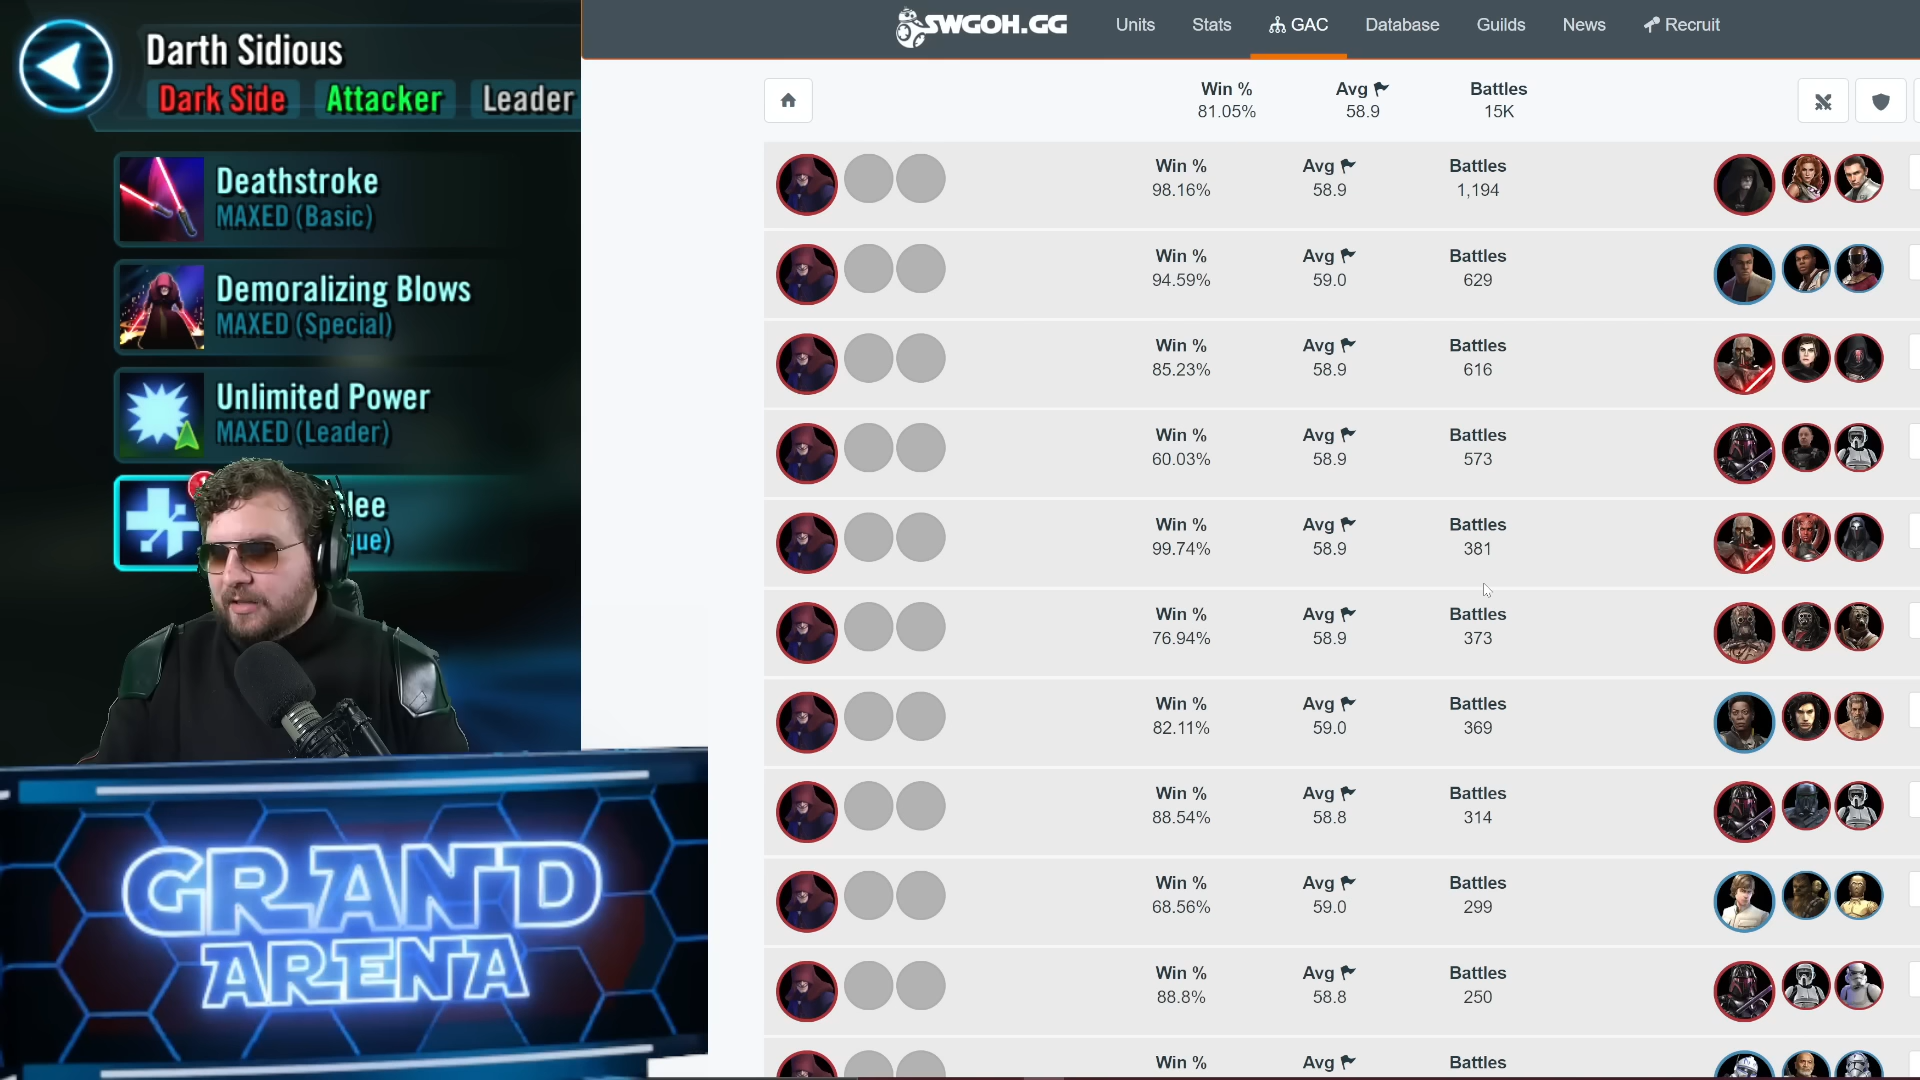 Darth Sidious
Dark Side Attacker Leader
Deathstroke
MAXED (Basic)
Demoralizing Blows
MAXED (Special)
Unlimited Power
MAXED (Leader)
GRAND
ARENA
SWGOH.GG Units Stats GAC Database Guilds News Recruit
Win % Avg Battles
81.05% 58.9 15K
Win % Avg Battles
98.16% 58.9 1,194
Win % Avg Battles
94.59% 59.0 629
Win % Avg Battles
85.23% 58.9 616
Win % Avg Battles
60.03% 58.9 573
Win % Avg Battles
99.74% 58.9 381
Win % Avg Battles
76.94% 58.9 373
Win % Avg Battles
82.11% 59.0 369
Win % Avg Battles
88.54% 58.8 314
Win % Avg Battles
68.56% 59.0 299
Win % Avg Battles
88.8% 58.8 250
Win % Avg Battles